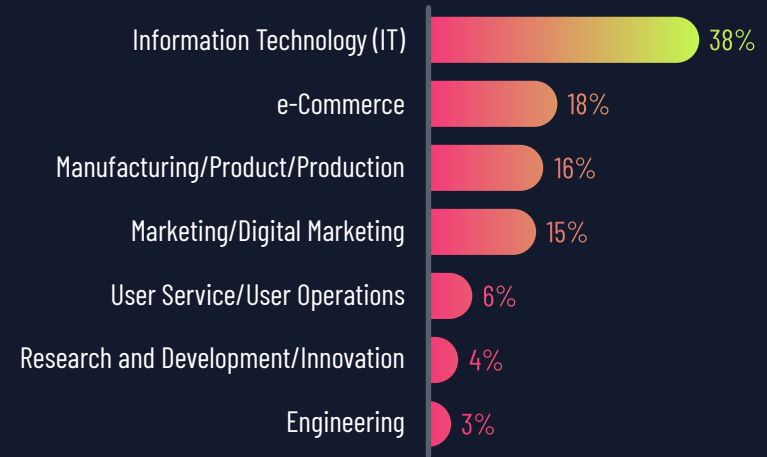 Information Technology (IT) 38%
e-Commerce 18%
Manufacturing/Product/Production 16%
Marketing/Digital Marketing 15%
User Service/User Operations 6%
Research and Development/Innovation 4%
Engineering 3%